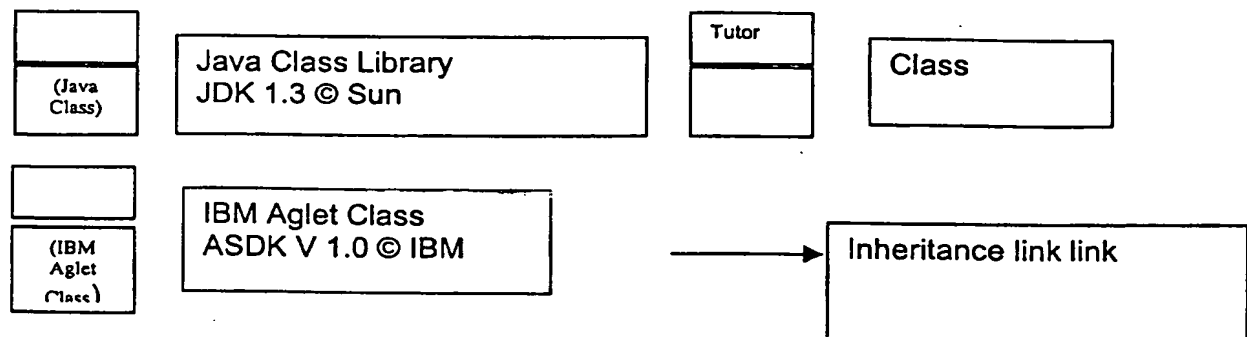 (Java
Class)
Java Class Library
JDK 1.3 © Sun
Tutor
Class
(IBM
Aglet
Class)
IBM Aglet Class
ASDK V 1.0 © IBM
Inheritance link link